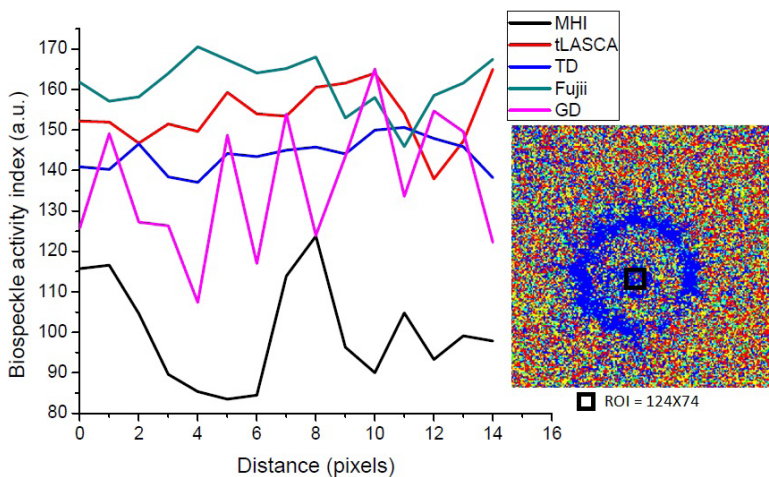 MHI
tLASCA
TD
Fujii
GD
Biospeckle activity index (a.u.)
170
160
150
140
130
120
110
100
90
80
0 2 4 6 8 10 12 14 16
Distance (pixels)
ROI = 124X74